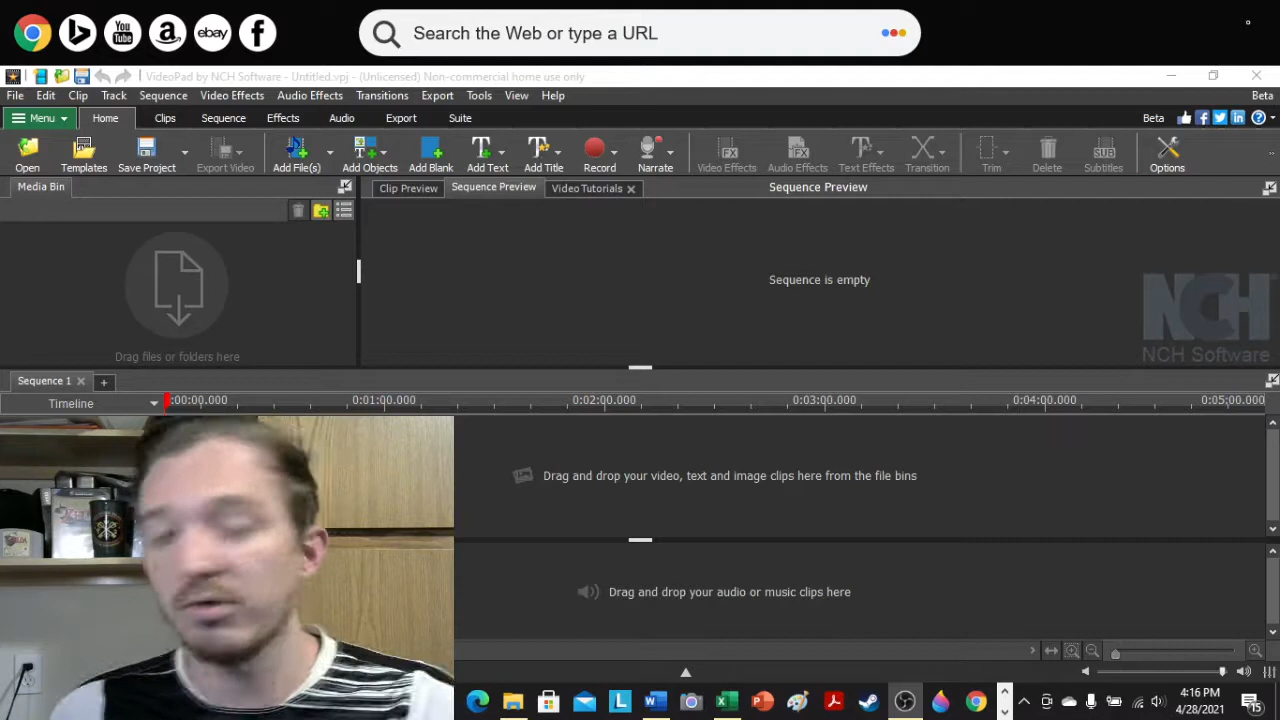 Search the Web or type a URL
You Tube
a
ebay
f
VideoPad by NCH Software - Untitled.vpj - (Unlicensed) Non-commercial home use only
File Edit Clip Track Sequence Video Effects Audio Effects Transitions Export Tools View Help Beta
Menu Home Clips Sequence Effects Audio Export Suite Beta
Open Templates Save Project Export Video Add File(s) Add Objects Add Blank Add Text Add Title Record Narrate Video Effects Audio Effects Text Effects Transition Trim Delete Subtitles Options
Media Bin
Clip Preview Sequence Preview Video Tutorials Sequence Preview
Drag files or folders here
Sequence is empty
NCH
NCH Software
Sequence 1
Timeline
:00:00.000 0:01:00.000 0:02:00.000 0:03:00.000 0:04:00.000 0:05:00.000
Drag and drop your video, text and image clips here from the file bins
Drag and drop your audio or music clips here
4:16 PM
4/28/2021
15